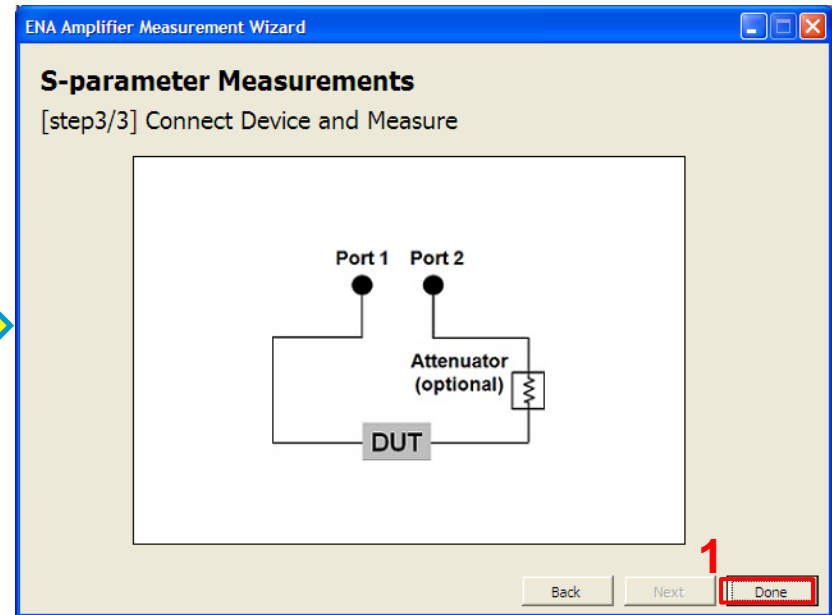 ENA Amplifier Measurement Wizard
S-parameter Measurements
[step3/3] Connect Device and Measure
Port 1 Port 2
Attenuator
(optional)
DUT
1
Back Next Done